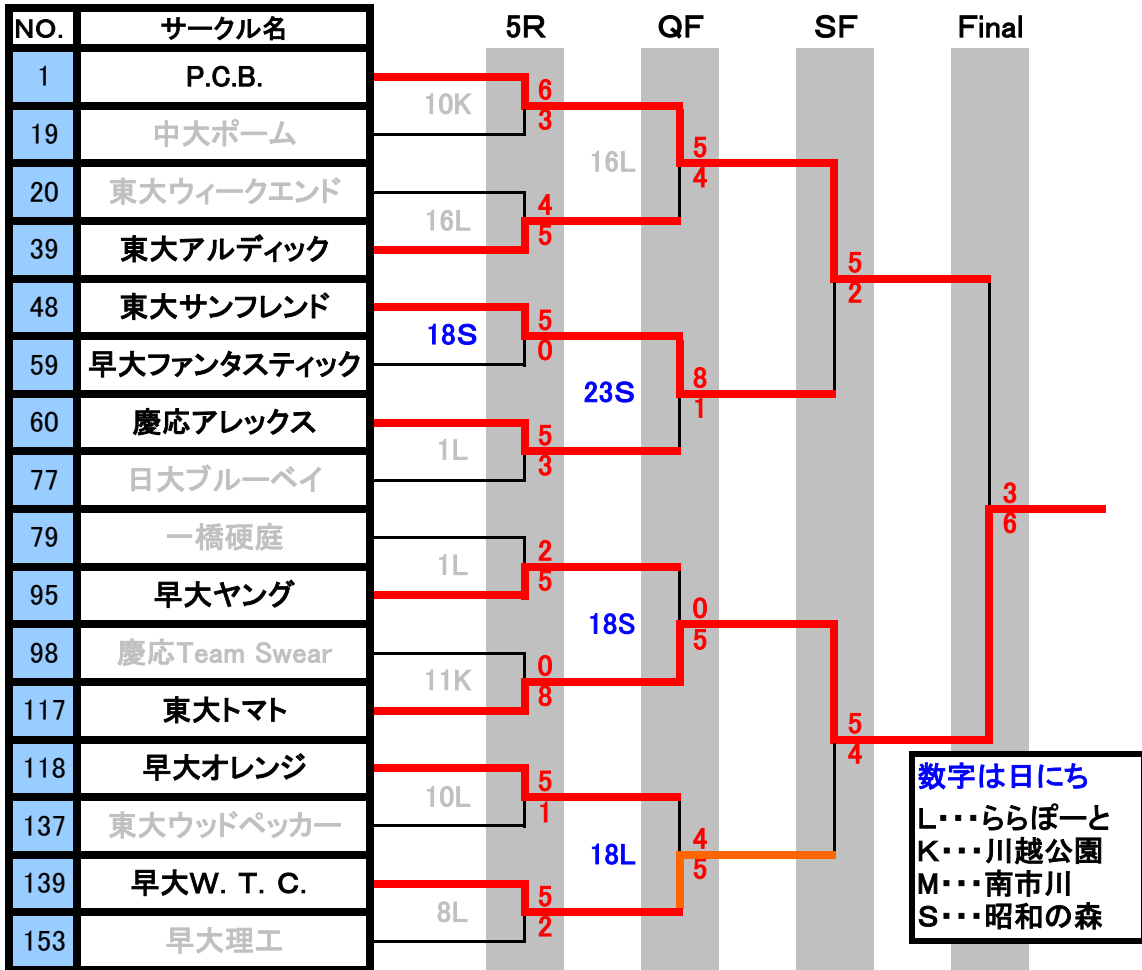 NO. サークル名 5R QF SF Final
1 P.C.B.
10K 6
3
19 中大ポーム
16L 5
4
20 東大ウィークエンド
16L 4
5
39 東大アルディック
5
2
48 東大サンフレンド
18S 5
0
59 早大ファンタスティック
23S 8
1
60 慶応アレックス
1L 5
3
77 日大ブルーベイ
3
6
79 一橋硬庭
1L 2
5
95 早大ヤング
18S 0
5
98 慶応Team Swear
11K 0
8
117 東大トマト
5
4
118 早大オレンジ
10L 5
1
137 東大ウッドペッカー
18L 4
5
139 早大W. T. C.
8L 5
2
153 早大理工
数字は日にち
L・・・ららぽーと
K・・・川越公園
M・・・南市川
S・・・昭和の森